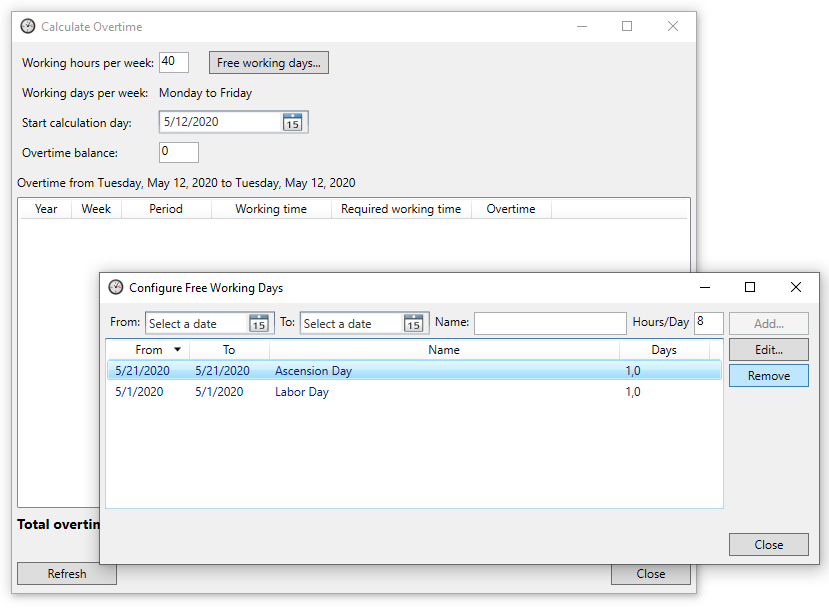 Calculate Overtime
Working hours per week: 40 Free working days...
Working days per week: Monday to Friday
Start calculation day: 5/12/2020 15
Overtime balance: 0
Overtime from Tuesday, May 12, 2020 to Tuesday, May 12, 2020
Year Week Period Working time Required working time Overtime
Configure Free Working Days
From: Select a date 15 To: Select a date 15 Name: Hours/Day 8 Add...
From To Name Days Edit...
5/21/2020 5/21/2020 Ascension Day 1,0 Remove
5/1/2020 5/1/2020 Labor Day 1,0
Total overtim
Close
Refresh Close